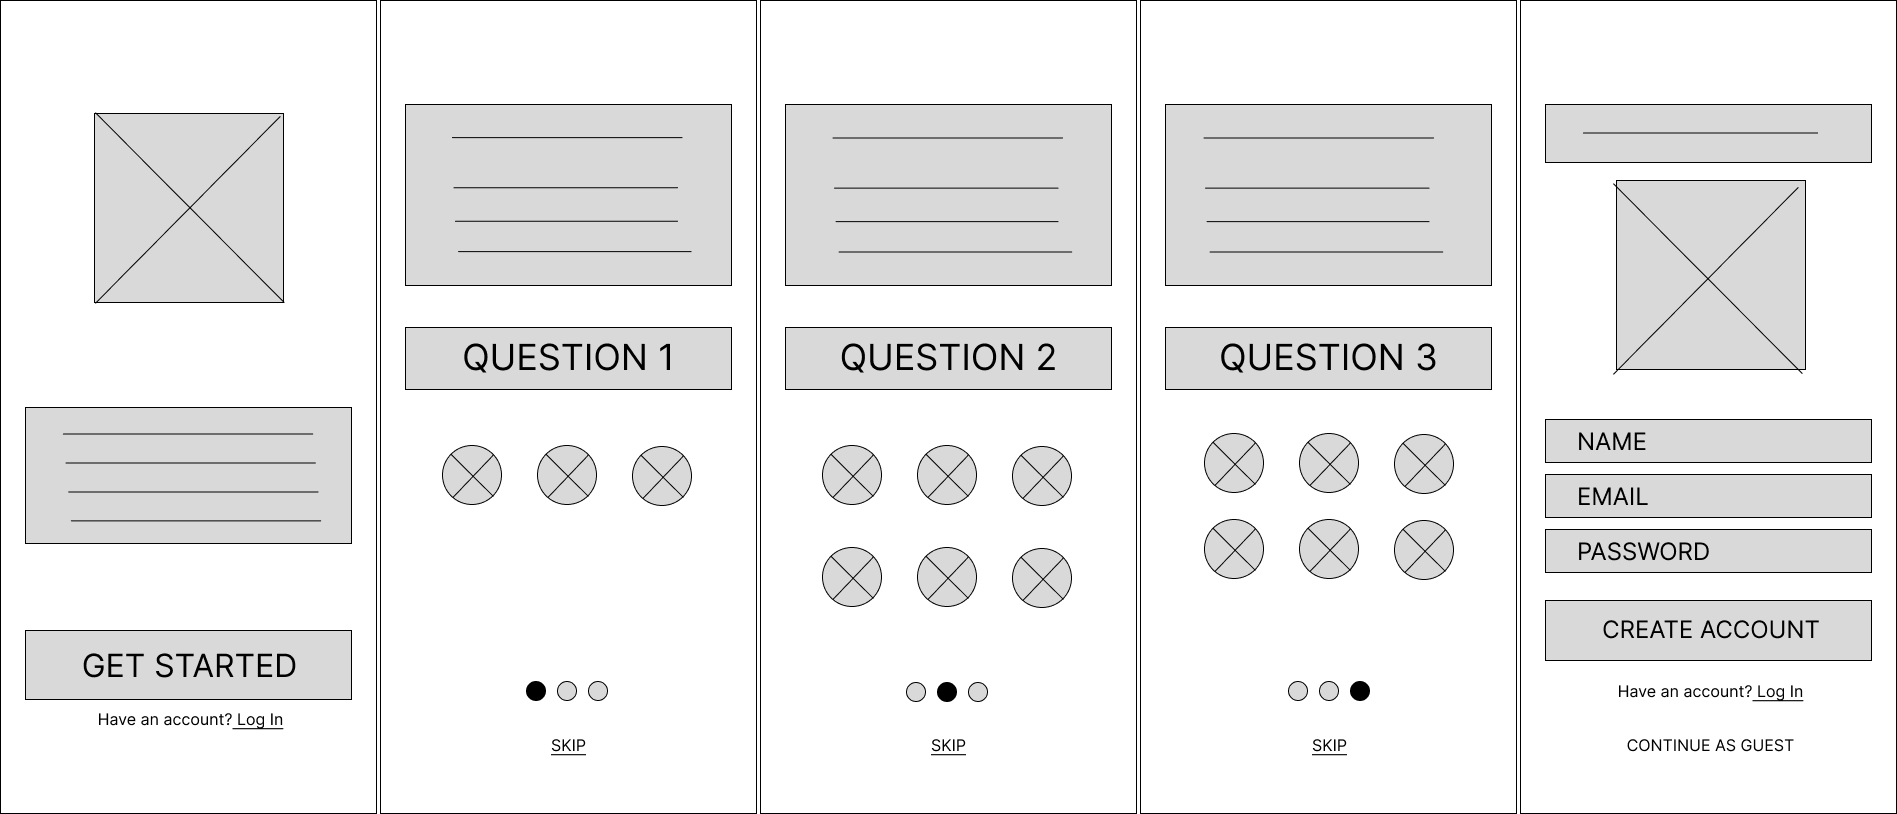 GET STARTED
Have an account? Log In
QUESTION 1
SKIP
QUESTION 2
SKIP
QUESTION 3
SKIP
NAME
EMAIL
PASSWORD
CREATE ACCOUNT
Have an account? Log In
CONTINUE AS GUEST